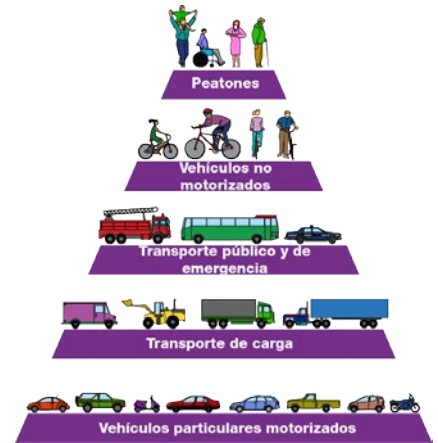 Peatones
Vehículos no
motorizados
Transporte público y de
emergencia
Transporte de carga
Vehículos particulares motorizados